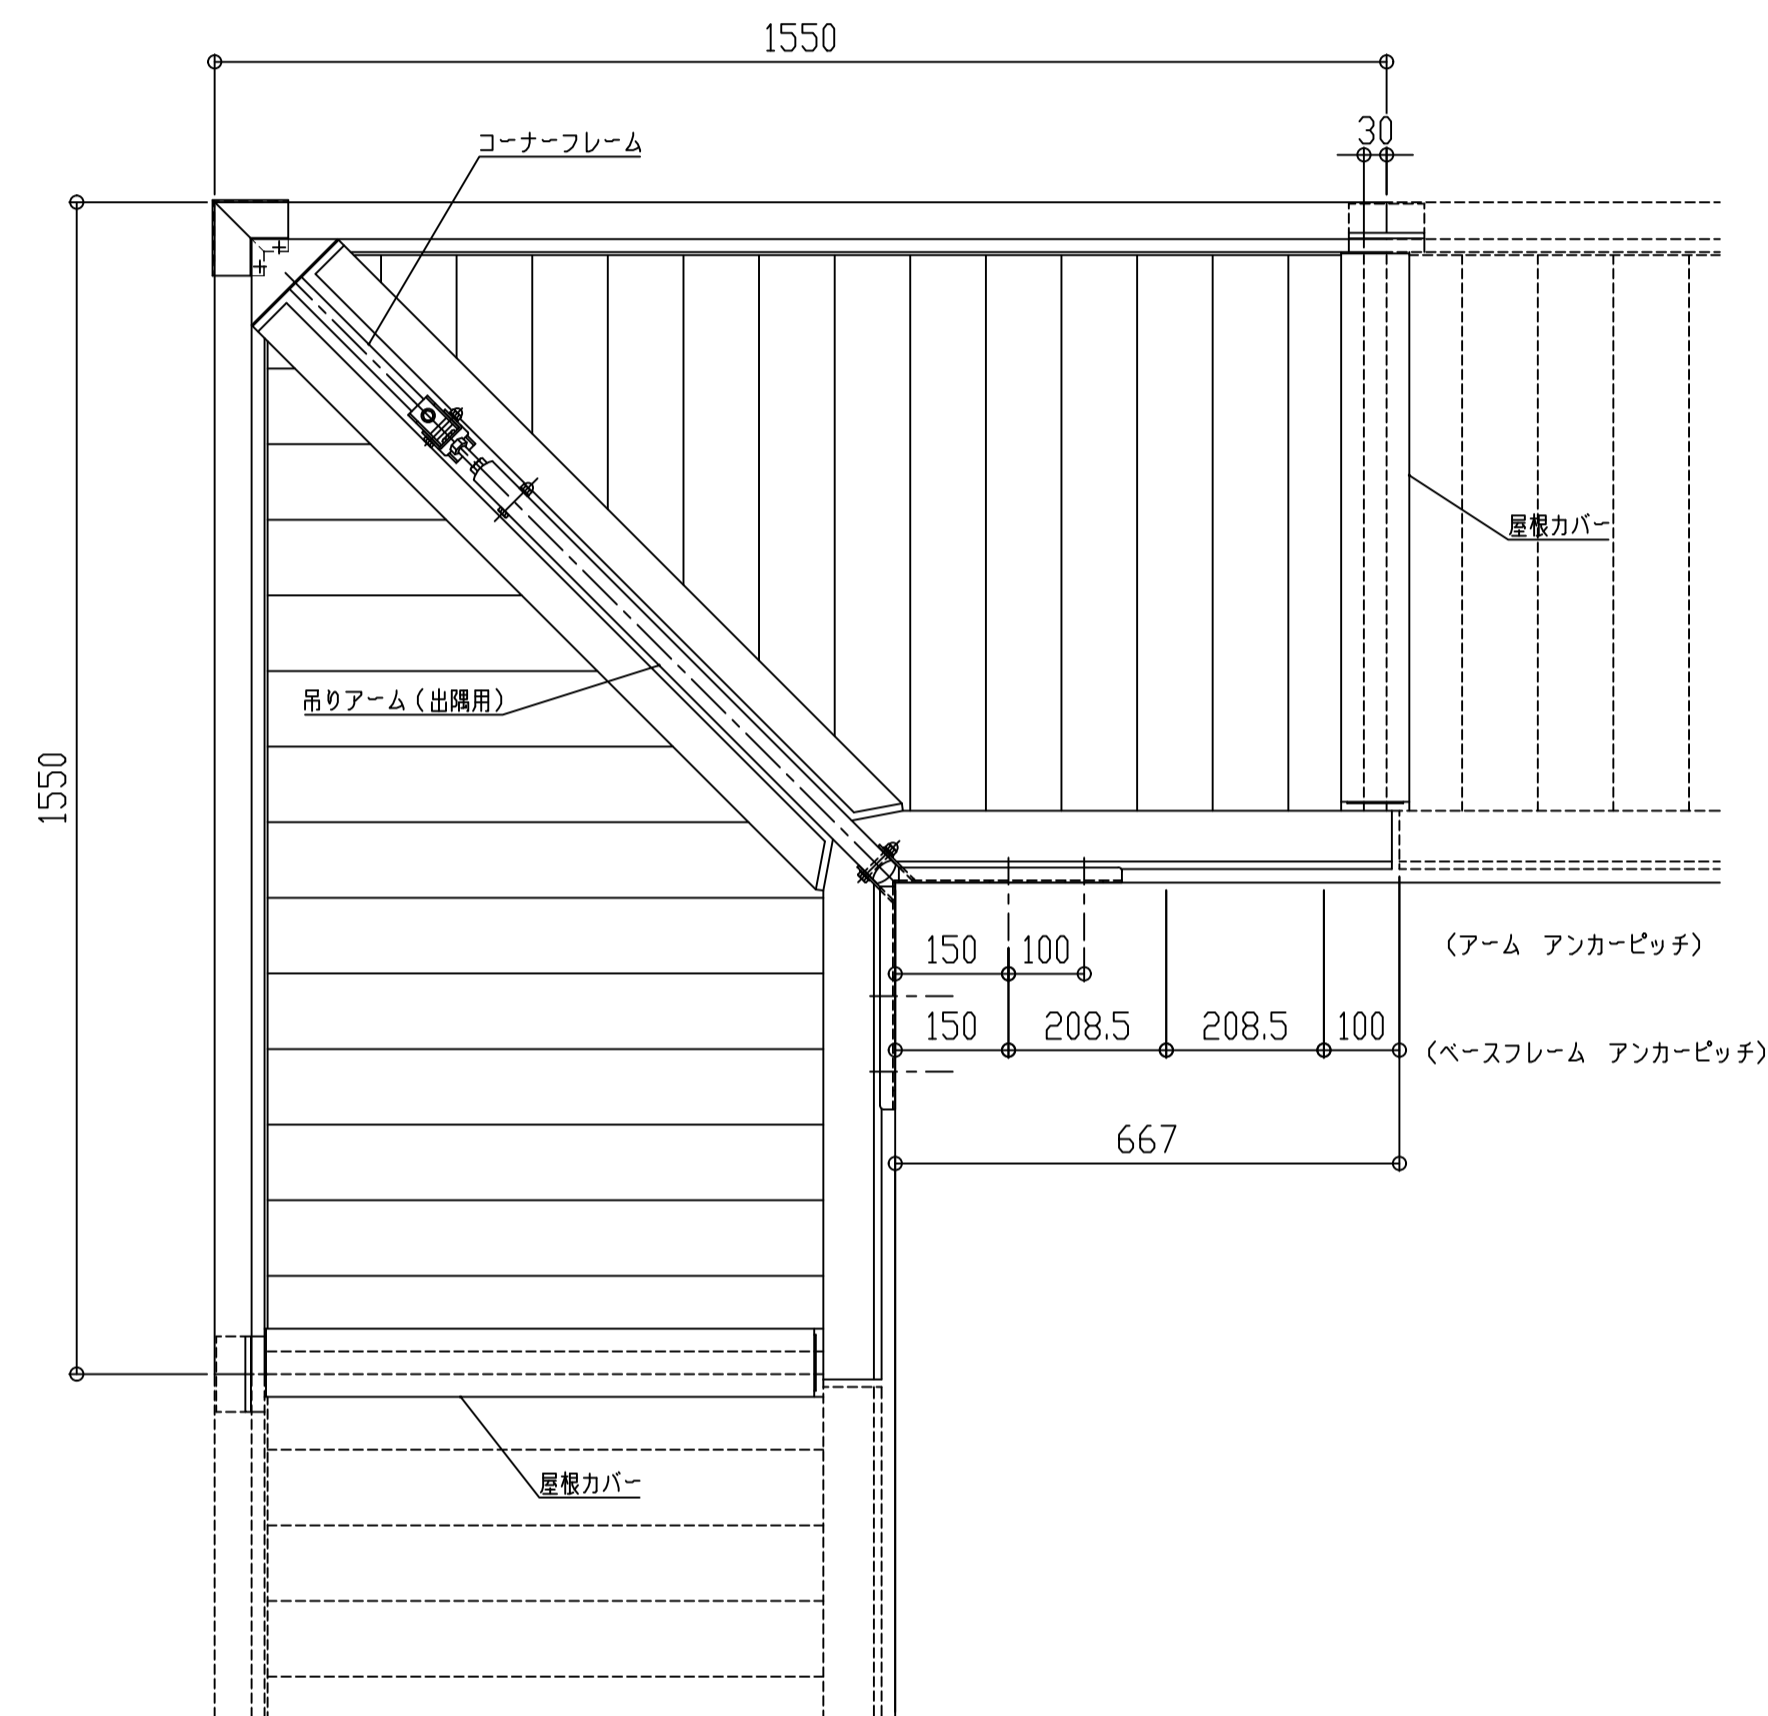 1550
30
コーナーフレーム
屋根カバー
吊りアーム（出隅用）
1550
150 100 （アーム　アンカーピッチ）
150 208.5 208.5 100 （ベースフレーム　アンカーピッチ）
667
屋根カバー